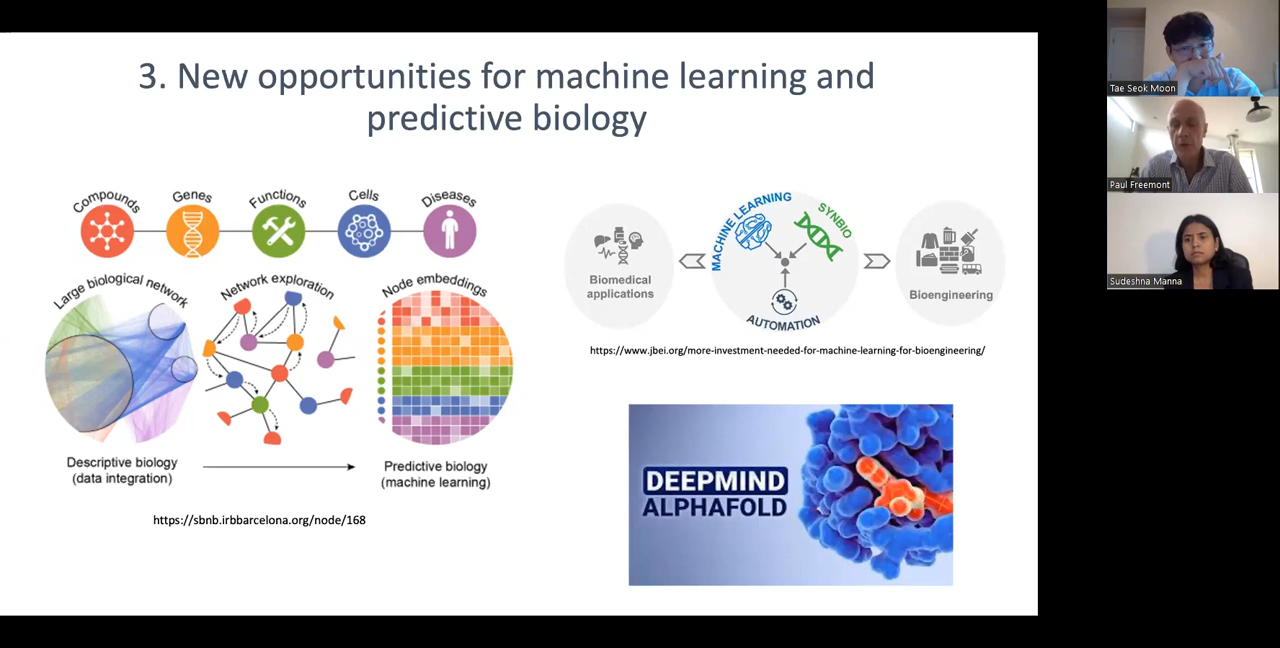 3. New opportunities for machine learning and
predictive biology
Compounds
Genes
Functions
Cells
Diseases
Large biological network
Network exploration
Node embeddings
Descriptive biology
(data integration)
Predictive biology
(machine learning)
https://sbnb.irbbarcelona.org/node/168
Biomedical
applications
MACHINE LEARNING
SYNBIO
AUTOMATION
Bioengineering
https://www.jbei.org/more-investment-needed-for-machine-learning-for-bioengineering/
DEEPMIND
ALPHAFOLD
Tae Seok Moon
Paul Freemont
Sudeshna Manna